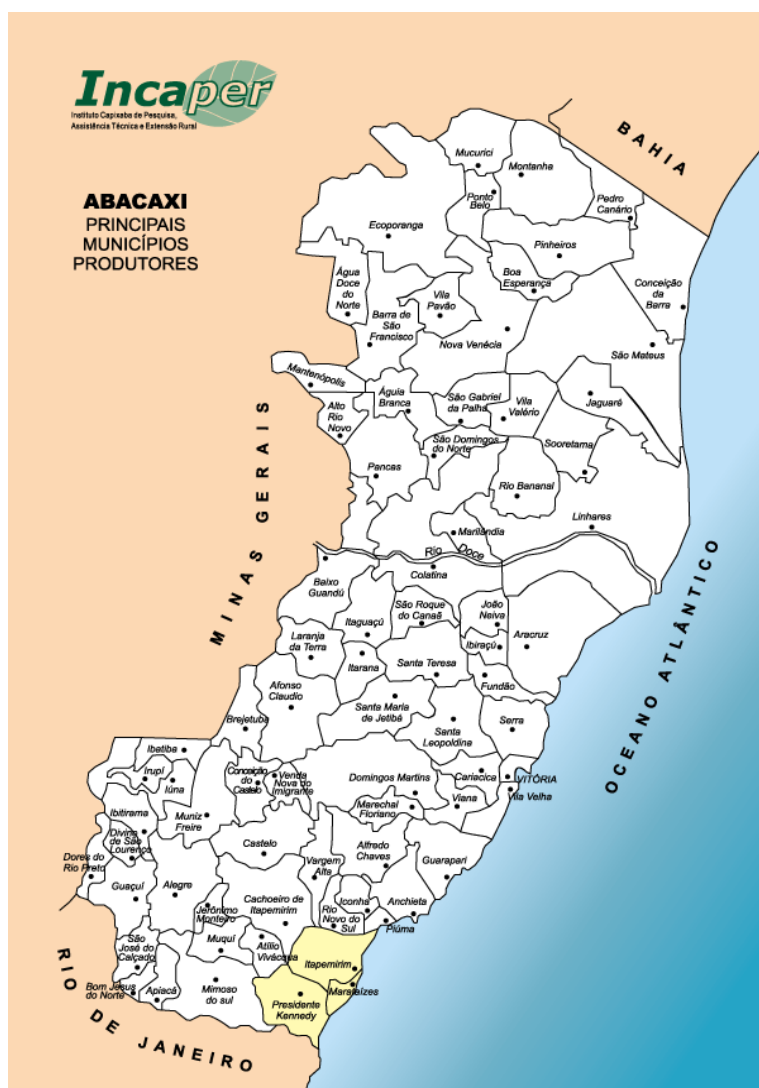 Incaper
Instituto Capixaba de Pesquisa,
Assistência Técnica e Extensão Rural
ABACAXI
PRINCIPAIS
MUNICÍPIOS
PRODUTORES
BAHIA
Mucurici
Montanha
Ponto
Belo
Pedro
Canário
Ecoporanga
Pinheiros
Água
Doce
do
Norte
Boa
Esperança
Vila
Pavão
Conceição
da
Barra
Barra de
São
Francisco
Nova Venécia
São Mateus
Mantenópolis
Águia
Branca
São Gabriel
da Palha
Vila
Valério
Jaguaré
Alto
Rio
Novo
São Domingos
do Norte
Sooretama
Pancas
Rio Bananal
Linhares
Marilândia
Rio Doce
Colatina
MINAS GERAIS
OCEANO ATLÂNTICO
Baixo
Guandú
Itaguaçú
São Roque
do Canaã
João
Neiva
Aracruz
Laranja
da Terra
Ibiraçú
Itarana
Santa Teresa
Fundão
Afonso
Claudio
Santa Maria
de Jetibá
Brejetuba
Santa
Leopoldina
Serra
Ibatiba
Irupí
Iúna
Conceição
do
Castelo
Venda
Nova do
Imigrante
Domingos Martins
Cariacica
VITÓRIA
Vila Velha
Marechal
Floriano
Viana
Ibitirama
Muniz
Freire
Divino de São
Lourenço
Castelo
Alfredo
Chaves
Dores do
Rio Preto
Vargem
Alta
Guarapari
Guaçuí
Alegre
Cachoeiro de
Itapemirim
Iconha
Anchieta
Jerônimo
Monteiro
Rio
Novo do
Sul
Piúma
São
José do
Calçado
Muquí
Atílio
Vivácqua
Itapemirim
Bom Jesus
do Norte
Apiacá
Mimoso
do sul
Marataízes
Presidente
Kennedy
RIO DE JANEIRO